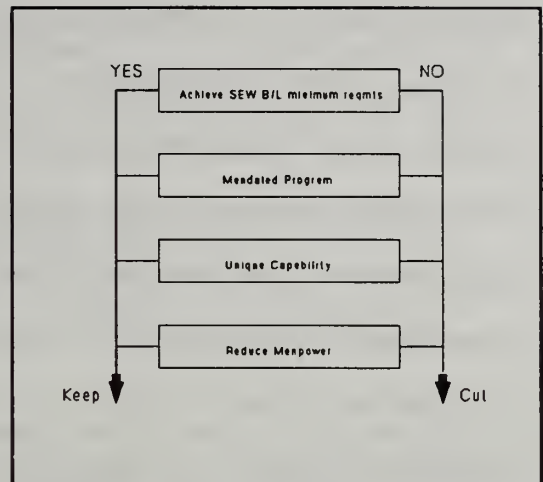 YES
NO
Achieve SEW B/L minimum reqmts
Mandated Program
Unique Capability
Reduce Manpower
Keep
Cut